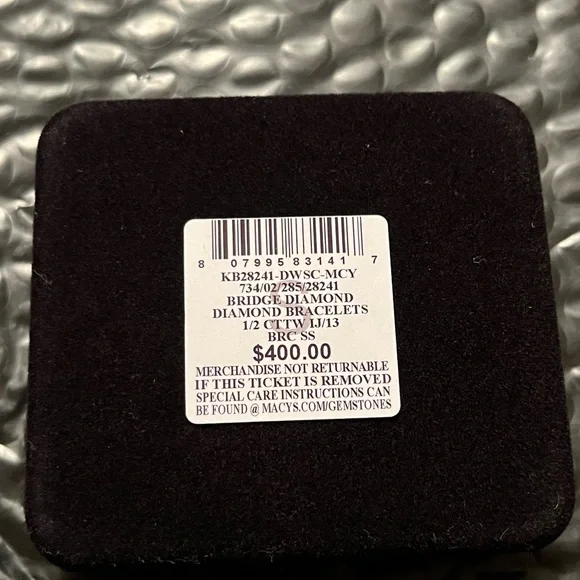 8 07995 83141 7
KB28241-DWSC-MCY
734/02/285/28241
BRIDGE DIAMOND
DIAMOND BRACELETS
1/2 CTTW IJ/13
BRC SS
$400.00
MERCHANDISE NOT RETURNABLE
IF THIS TICKET IS REMOVED
SPECIAL CARE INSTRUCTIONS CAN
BE FOUND @ MACYS.COM/GEMSTONES